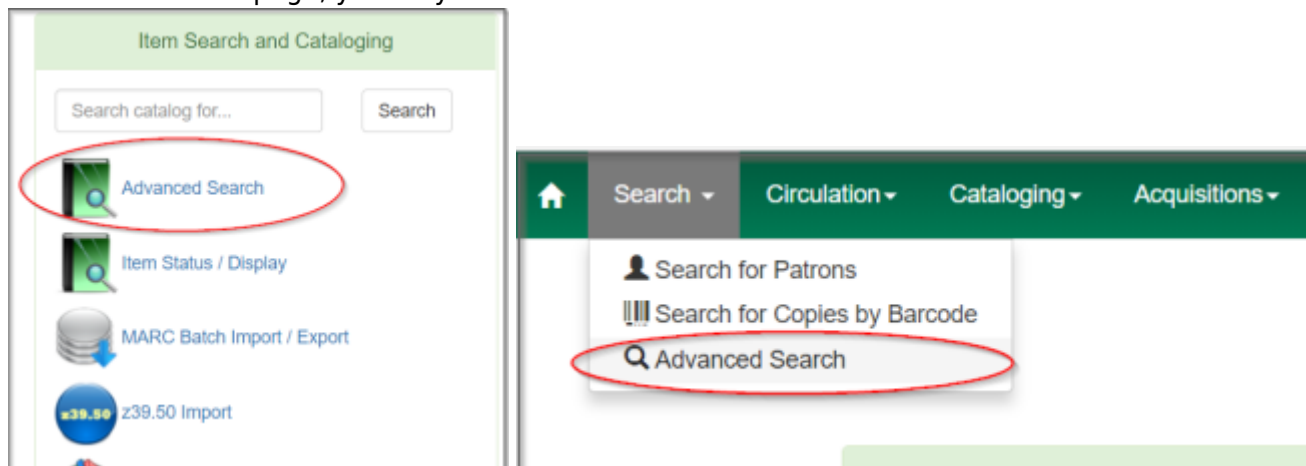 Item Search and Cataloging
Search catalog for... Search
Advanced Search
Item Status / Display
MARC Batch Import / Export
z39.50 z39.50 Import
Search Circulation Cataloging Acquisitions
Search for Patrons
Search for Copies by Barcode
Advanced Search